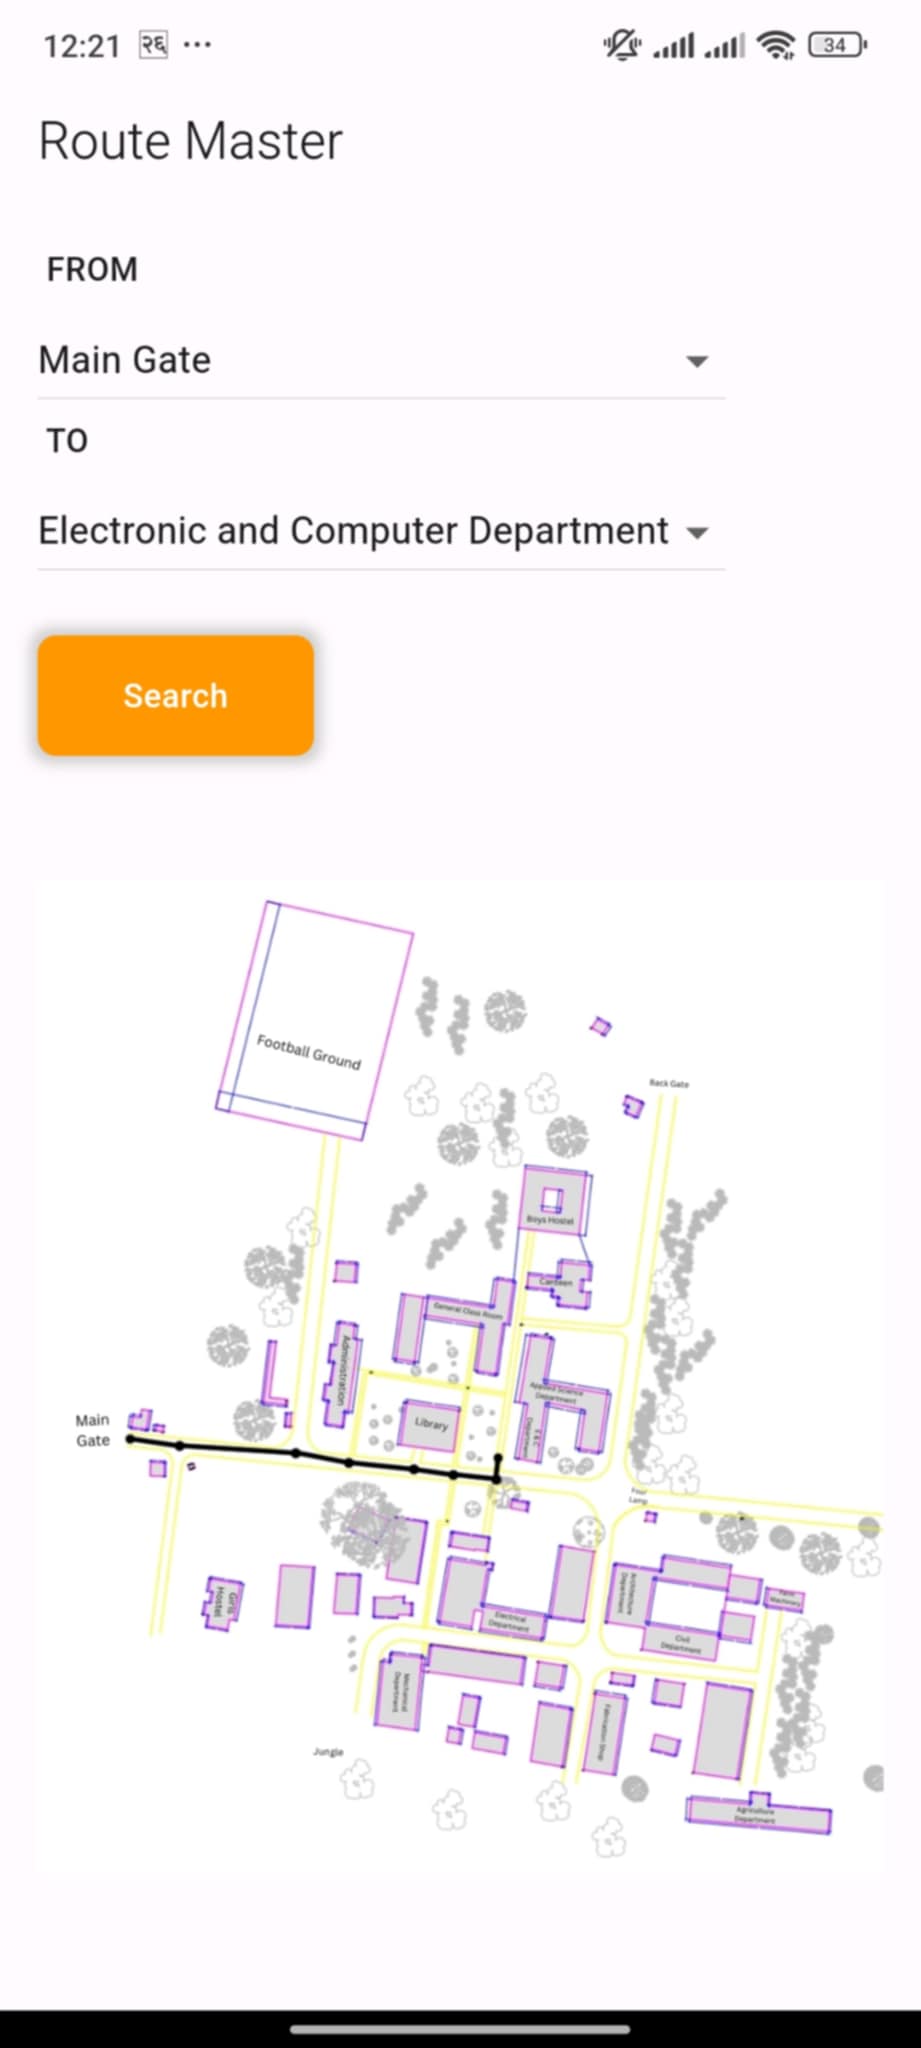 12:21 २६ ...
34
Route Master
FROM
Main Gate
TO
Electronic and Computer Department
Search
Football Ground
Back Gate
Boys Hostel
Canteen
General Class Room
Administration
Applied Science
Department
Library
Department
Main
Gate
Four
Lamp
Girls
Hostel
Architecture
Department
Machinery
Electrical
Department
Civil
Department
Mechanical
Department
Fabrication Shop
Jungle
Agriculture
Department